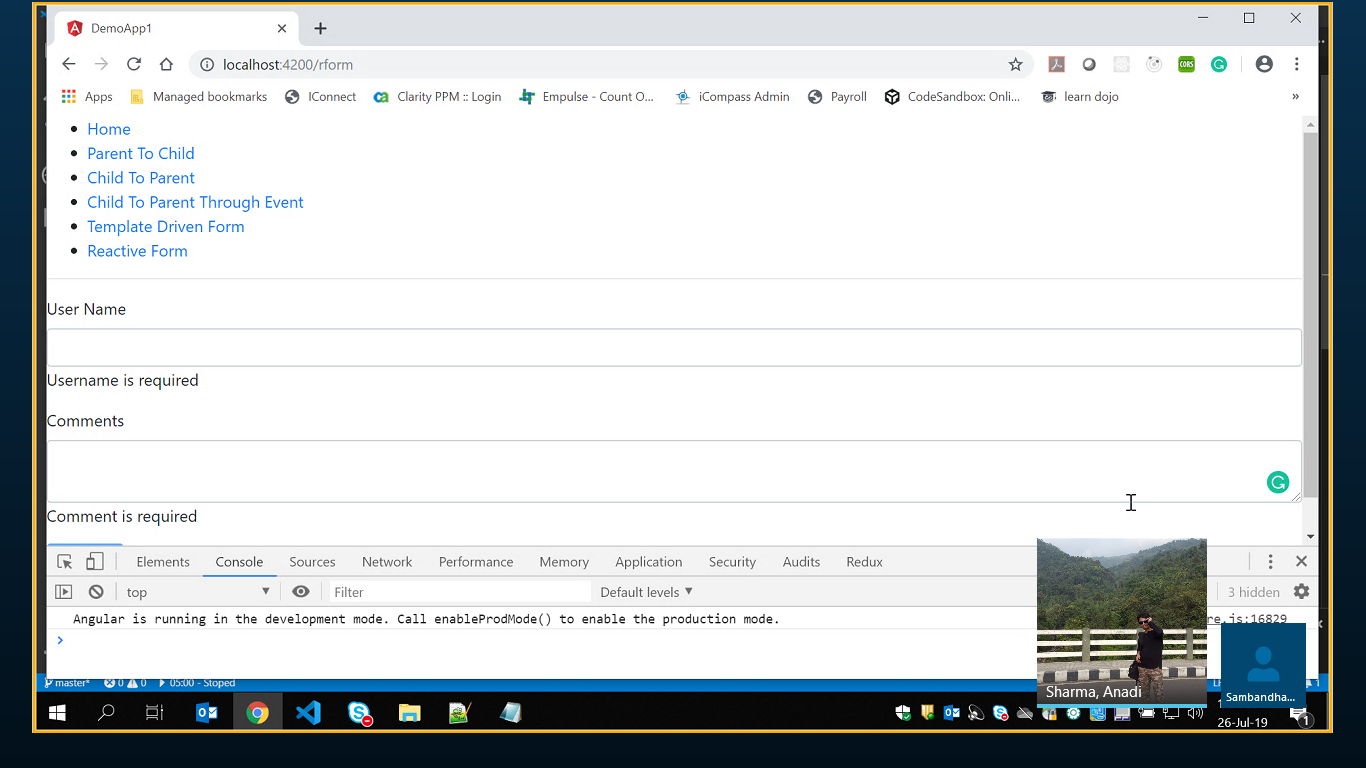 DemoApp1
localhost:4200/rform
Apps Managed bookmarks IConnect Clarity PPM :: Login Empulse - Count O... iCompass Admin Payroll CodeSandbox: Onli... learn dojo »
CORS
Home
Parent To Child
Child To Parent
Child To Parent Through Event
Template Driven Form
Reactive Form
User Name
Username is required
Comments
Comment is required
Elements Console Sources Network Performance Memory Application Security Audits Redux
top Filter Default levels 3 hidden
Angular is running in the development mode. Call enableProdMode() to enable the production mode. re.js:16829
master* 0 0 05:00 - Stoped
Sharma, Anadi
Sambandha...
26-Jul-19
1